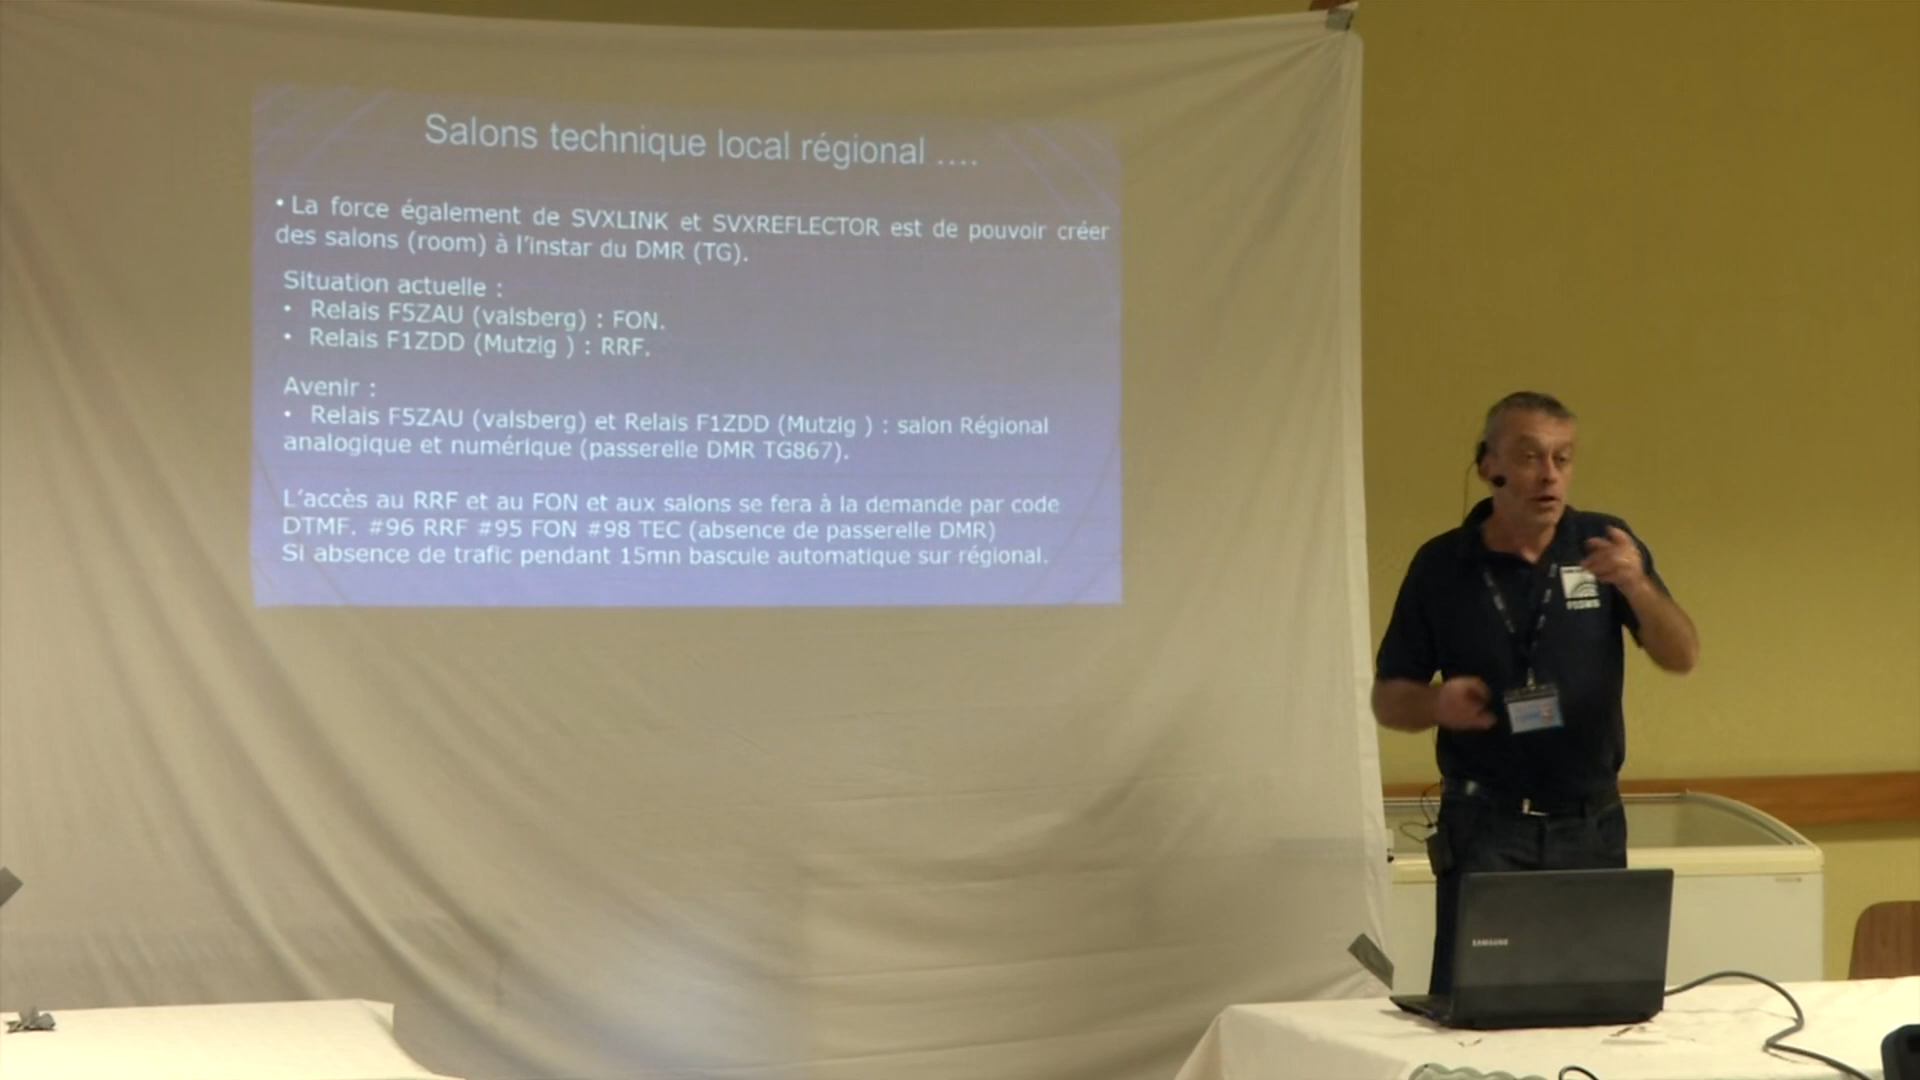 Salons technique local régional ....
• La force également de SVXLINK et SVXREFLECTOR est de pouvoir créer
des salons (room) à l'instar du DMR (TG).
Situation actuelle :
• Relais F5ZAU (valsberg) : FON.
• Relais F1ZDD (Mutzig ) : RRF.
Avenir :
• Relais F5ZAU (valsberg) et Relais F1ZDD (Mutzig ) : salon Régional
analogique et numérique (passerelle DMR TG867).
L'accès au RRF et au FON et aux salons se fera à la demande par code
DTMF. #96 RRF #95 FON #98 TEC (absence de passerelle DMR)
Si absence de trafic pendant 15mn bascule automatique sur régional.
SAMSUNG